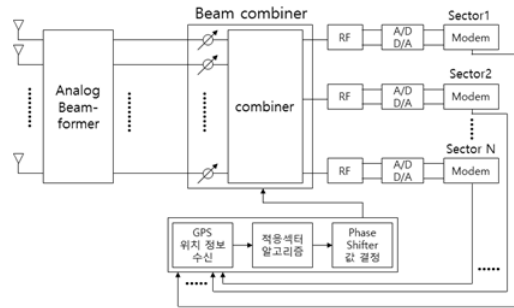 Beam combiner
Sector1
RF
A/D
D/A
Modem
Analog
Beam-
former
combiner
Sector2
RF
A/D
D/A
Modem
Sector N
RF
A/D
D/A
Modem
GPS
위치 정보
수신
적응섹터
알고리즘
Phase
Shifter
값 결정